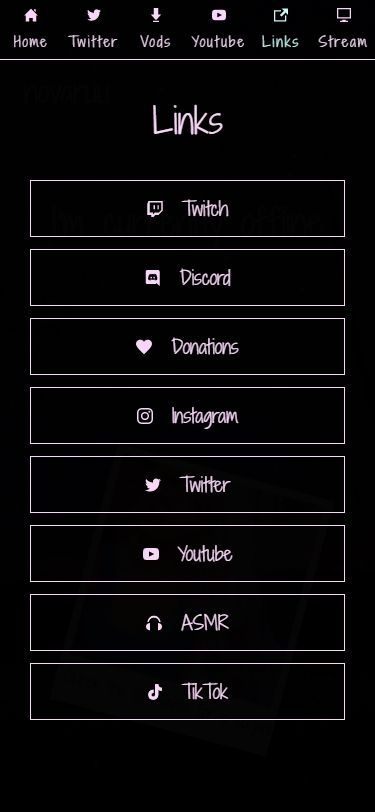 Home Twitter Vods Youtube Links Stream
Links
Twitch
Discord
Donations
Instagram
Twitter
Youtube
ASMR
TikTok